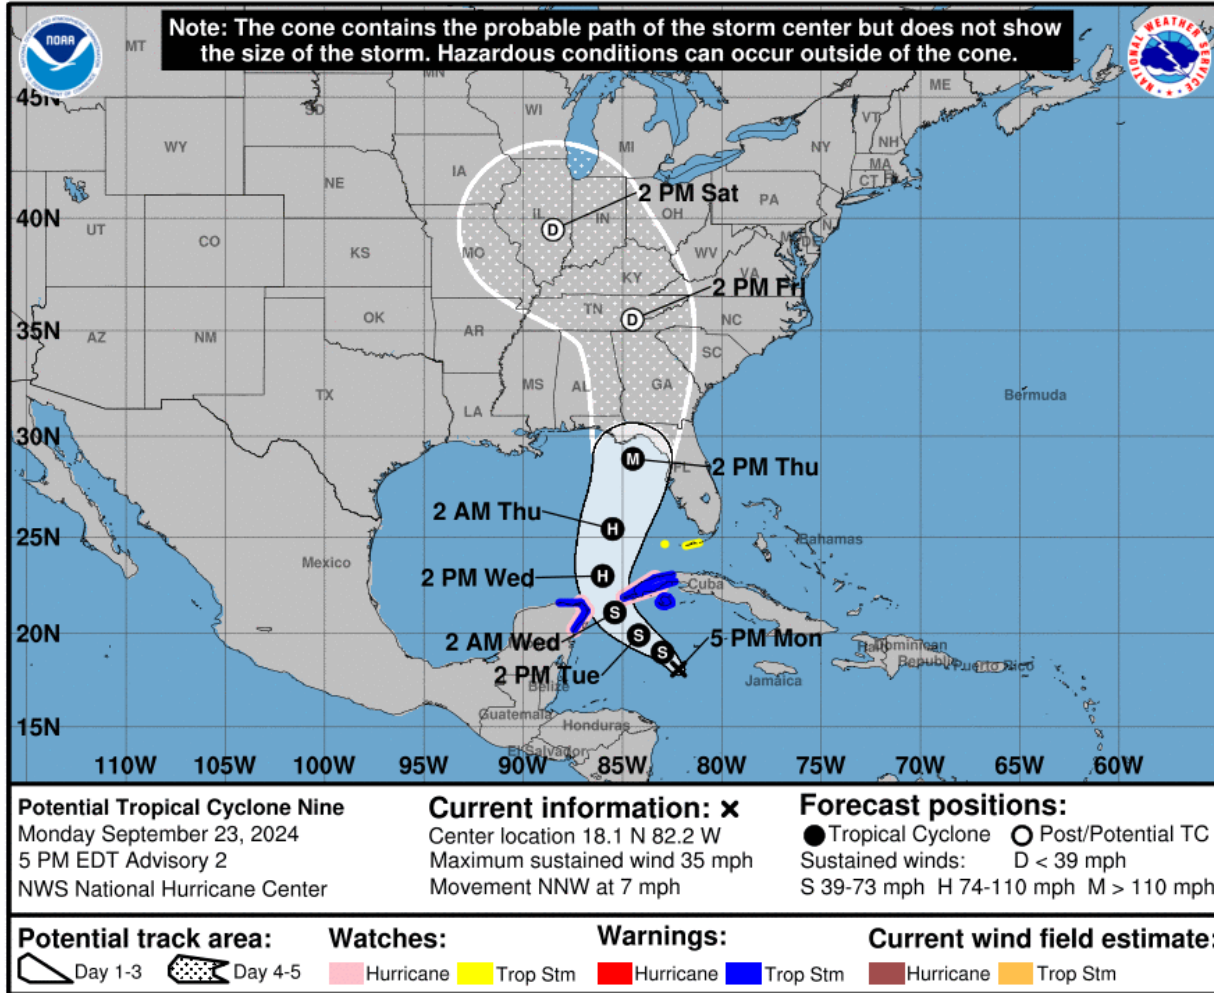 Note: The cone contains the probable path of the storm center but does not show
the size of the storm. Hazardous conditions can occur outside of the cone.
NOAA
NATIONAL WEATHER SERVICE
MT
MN
WI
ME
45N
SD
VT
WY
MI
NY
NH
IA
MA
NE
CT
2 PM Sat
PA
40N
IL
IN
OH
UT
CO
KS
MO
WV
DE
KY
VA
D
2 PM Fri
TN
OK
D
NC
35N
AZ
NM
AR
SC
MS
AL
GA
TX
LA
Bermuda
30N
M
FL
2 PM Thu
2 AM Thu
H
25N
Bahamas
Mexico
2 PM Wed
H
Cuba
S
20N
2 AM Wed
S
5 PM Mon
S
Haiti
Dominican
Republic
Puerto Rico
2 PM Tue
Jamaica
Belize
Guatemala
Honduras
15N
El Salvador
110W 105W 100W 95W 90W 85W 80W 75W 70W 65W 60W
Potential Tropical Cyclone Nine
Monday September 23, 2024
5 PM EDT Advisory 2
NWS National Hurricane Center
Current information: x
Center location 18.1 N 82.2 W
Maximum sustained wind 35 mph
Movement NNW at 7 mph
Forecast positions:
Tropical Cyclone Post/Potential TC
Sustained winds: D < 39 mph
S 39-73 mph H 74-110 mph M > 110 mph
Potential track area:
Day 1-3 Day 4-5
Watches:
Hurricane Trop Stm
Warnings:
Hurricane Trop Stm
Current wind field estimate:
Hurricane Trop Stm